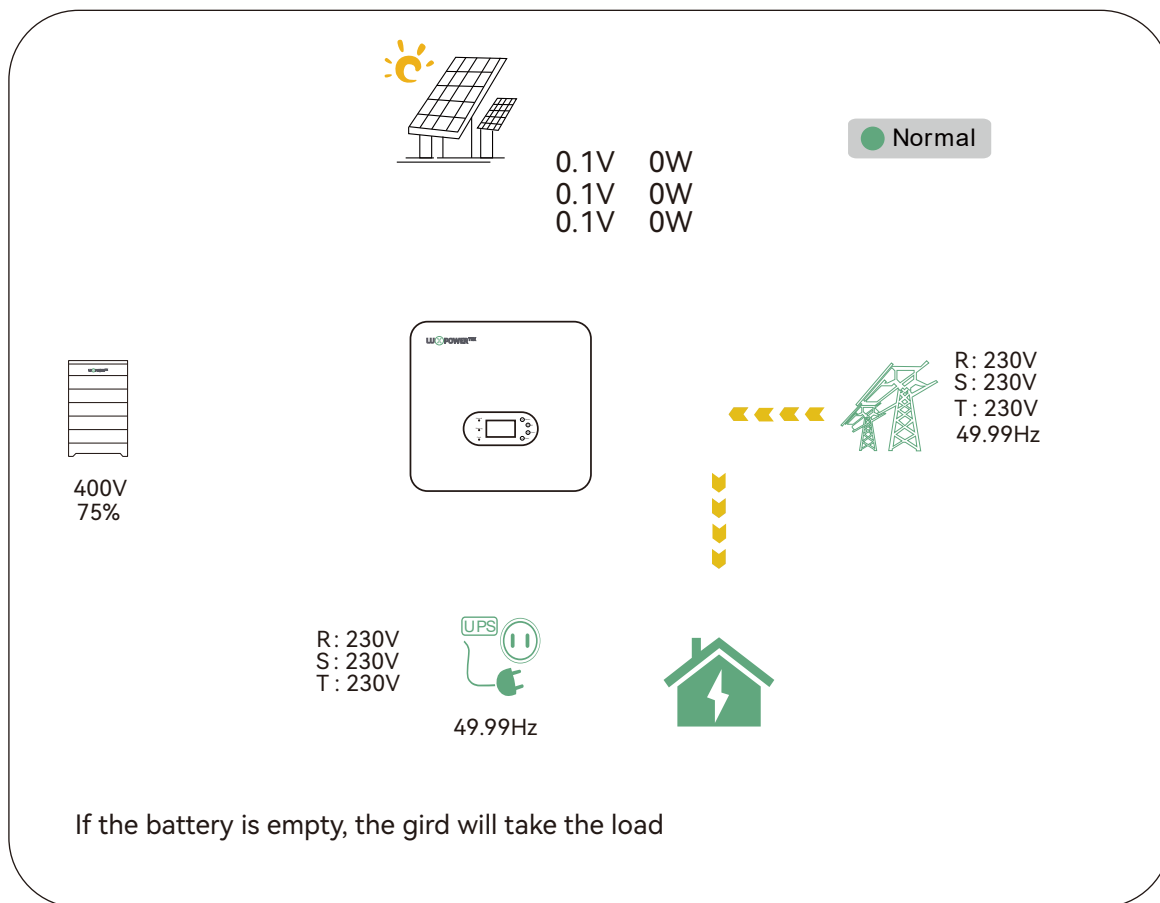 0.1V 0W
0.1V 0W
0.1V 0W
Normal
LUXPOWERTEK
R: 230V
S: 230V
T: 230V
49.99Hz
400V
75%
R: 230V
S: 230V
T: 230V
UPS
49.99Hz
If the battery is empty, the gird will take the load